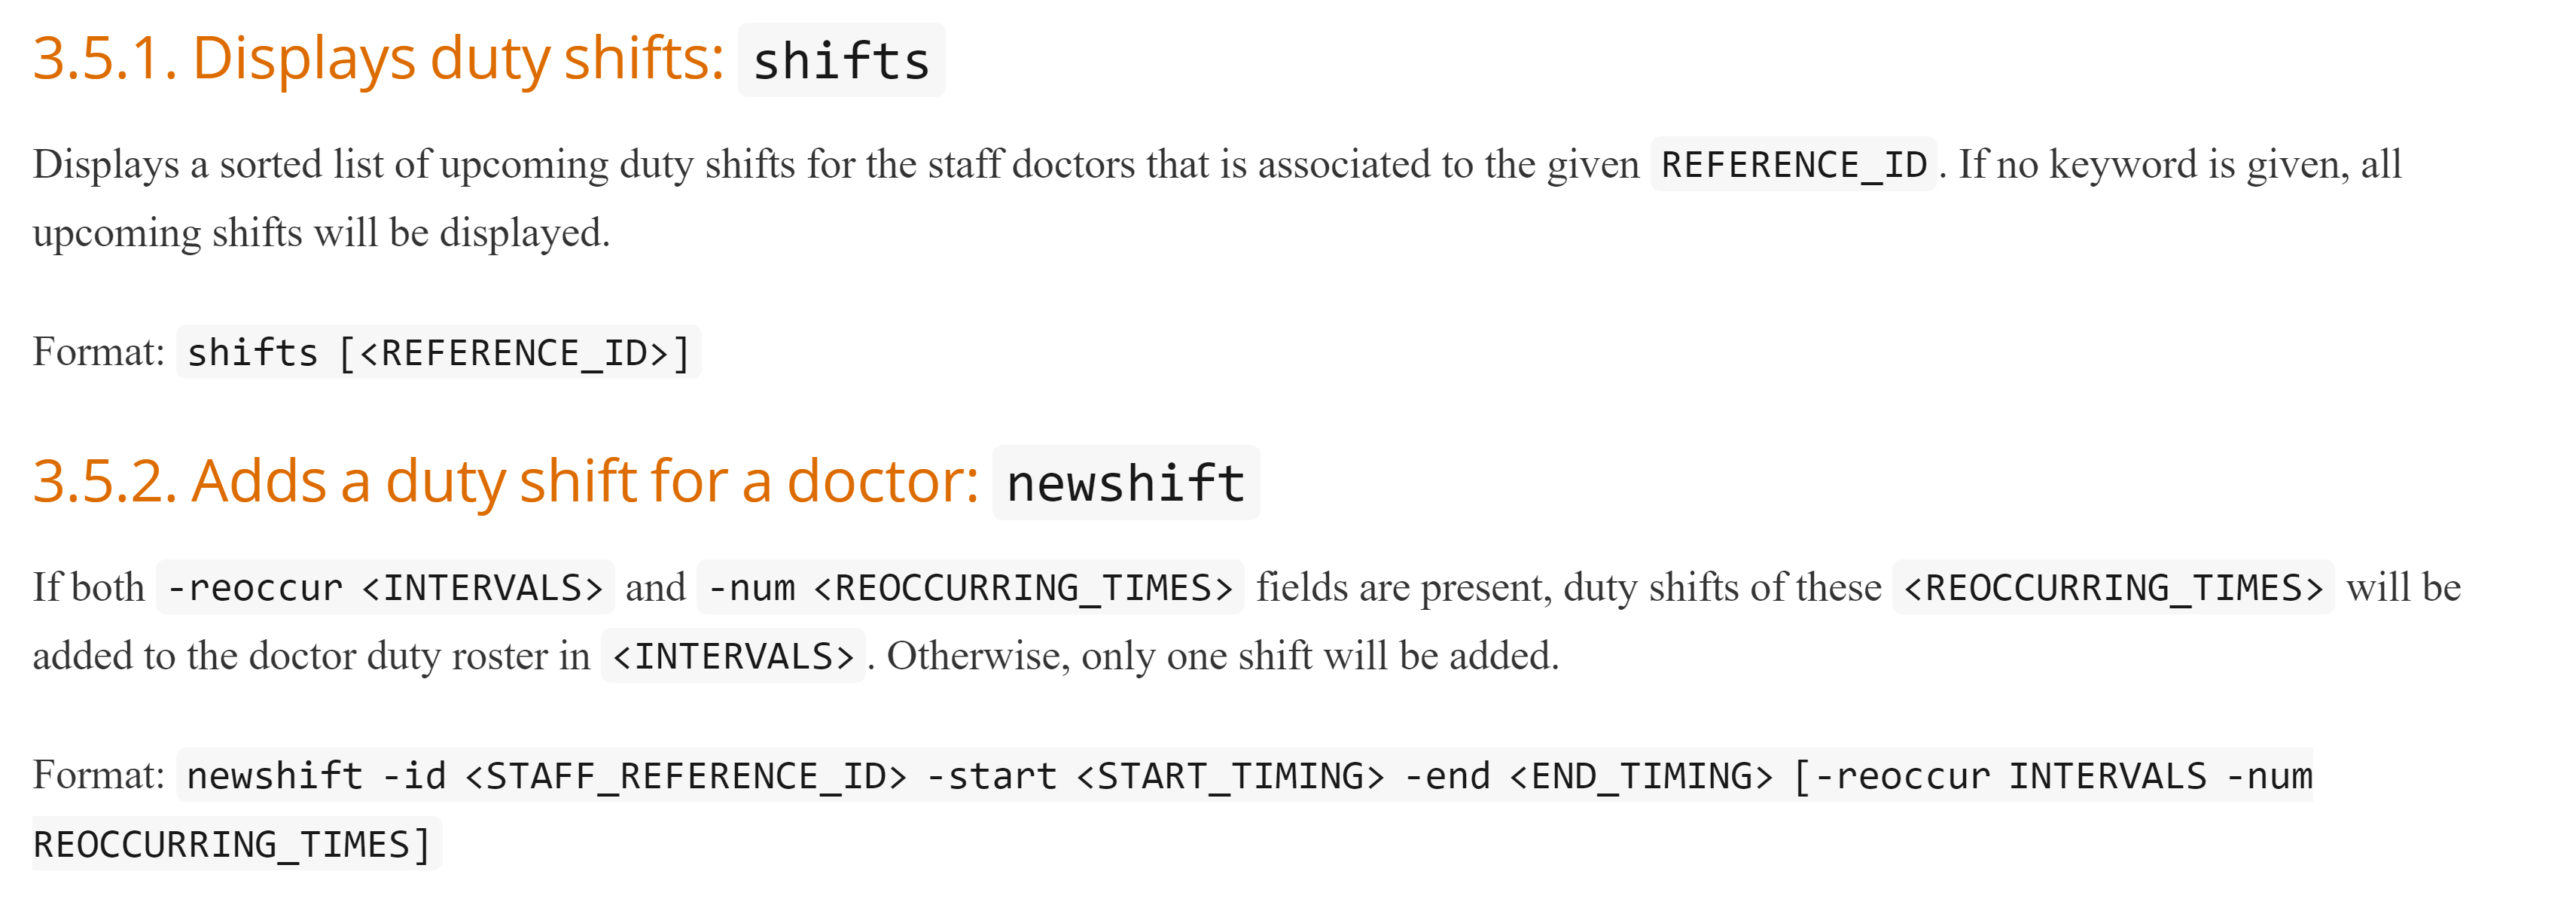 3.5.1. Displays duty shifts: shifts
Displays a sorted list of upcoming duty shifts for the staff doctors that is associated to the given REFERENCE_ID. If no keyword is given, all
upcoming shifts will be displayed.
Format: shifts [<REFERENCE_ID>]
3.5.2. Adds a duty shift for a doctor: newshift
If both -reoccur <INTERVALS> and -num <REOCCURRING_TIMES> fields are present, duty shifts of these <REOCCURRING_TIMES> will be
added to the doctor duty roster in <INTERVALS>. Otherwise, only one shift will be added.
Format: newshift -id <STAFF_REFERENCE_ID> -start <START_TIMING> -end <END_TIMING> [-reoccur INTERVALS -num
REOCCURRING_TIMES]